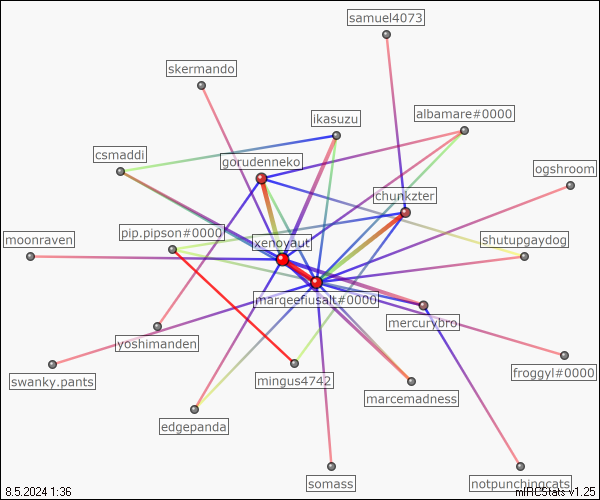 samuel4073
skermando
ikasuzu
albamare#0000
csmaddi
gorudenneko
ogshroom
chunkzter
pip.pipson#0000
xenoyaut
shutupgaydog
moonraven
marqeefiusalt#0000
mercurybro
yoshimanden
swanky.pants
mingus4742
froggyl#0000
marcemadness
edgepanda
somass
notpunchingcats
8.5.2024 1:36
mIRCStats v1.25